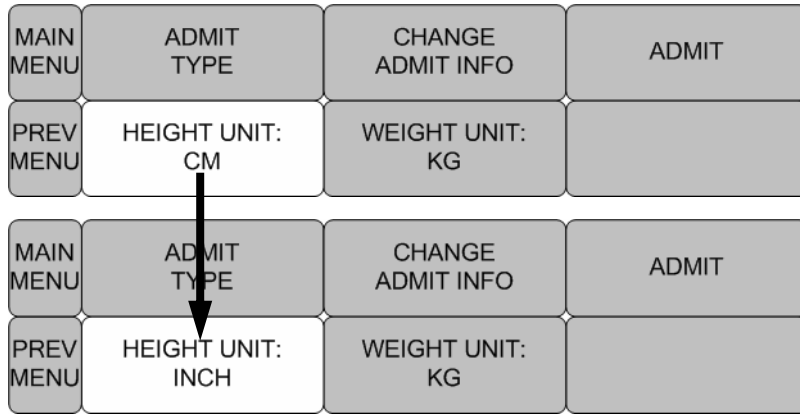 MAIN
MENU
ADMIT
TYPE
CHANGE
ADMIT INFO
ADMIT
PREV
MENU
HEIGHT UNIT:
CM
WEIGHT UNIT:
KG
MAIN
MENU
ADMIT
TYPE
CHANGE
ADMIT INFO
ADMIT
PREV
MENU
HEIGHT UNIT:
INCH
WEIGHT UNIT:
KG